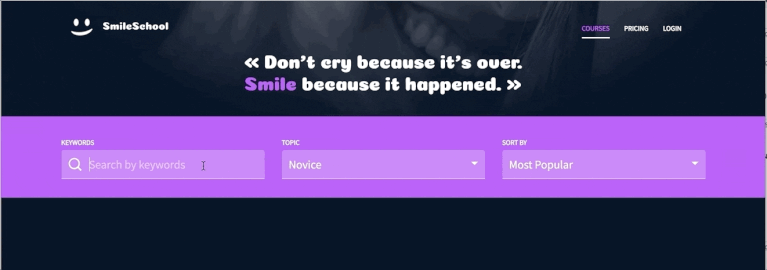 SmileSchool
COURSES
PRICING
LOGIN
« Don't cry because it's over.
Smile because it happened. »
KEYWORDS
Search by keywords
TOPIC
Novice
SORT BY
Most Popular